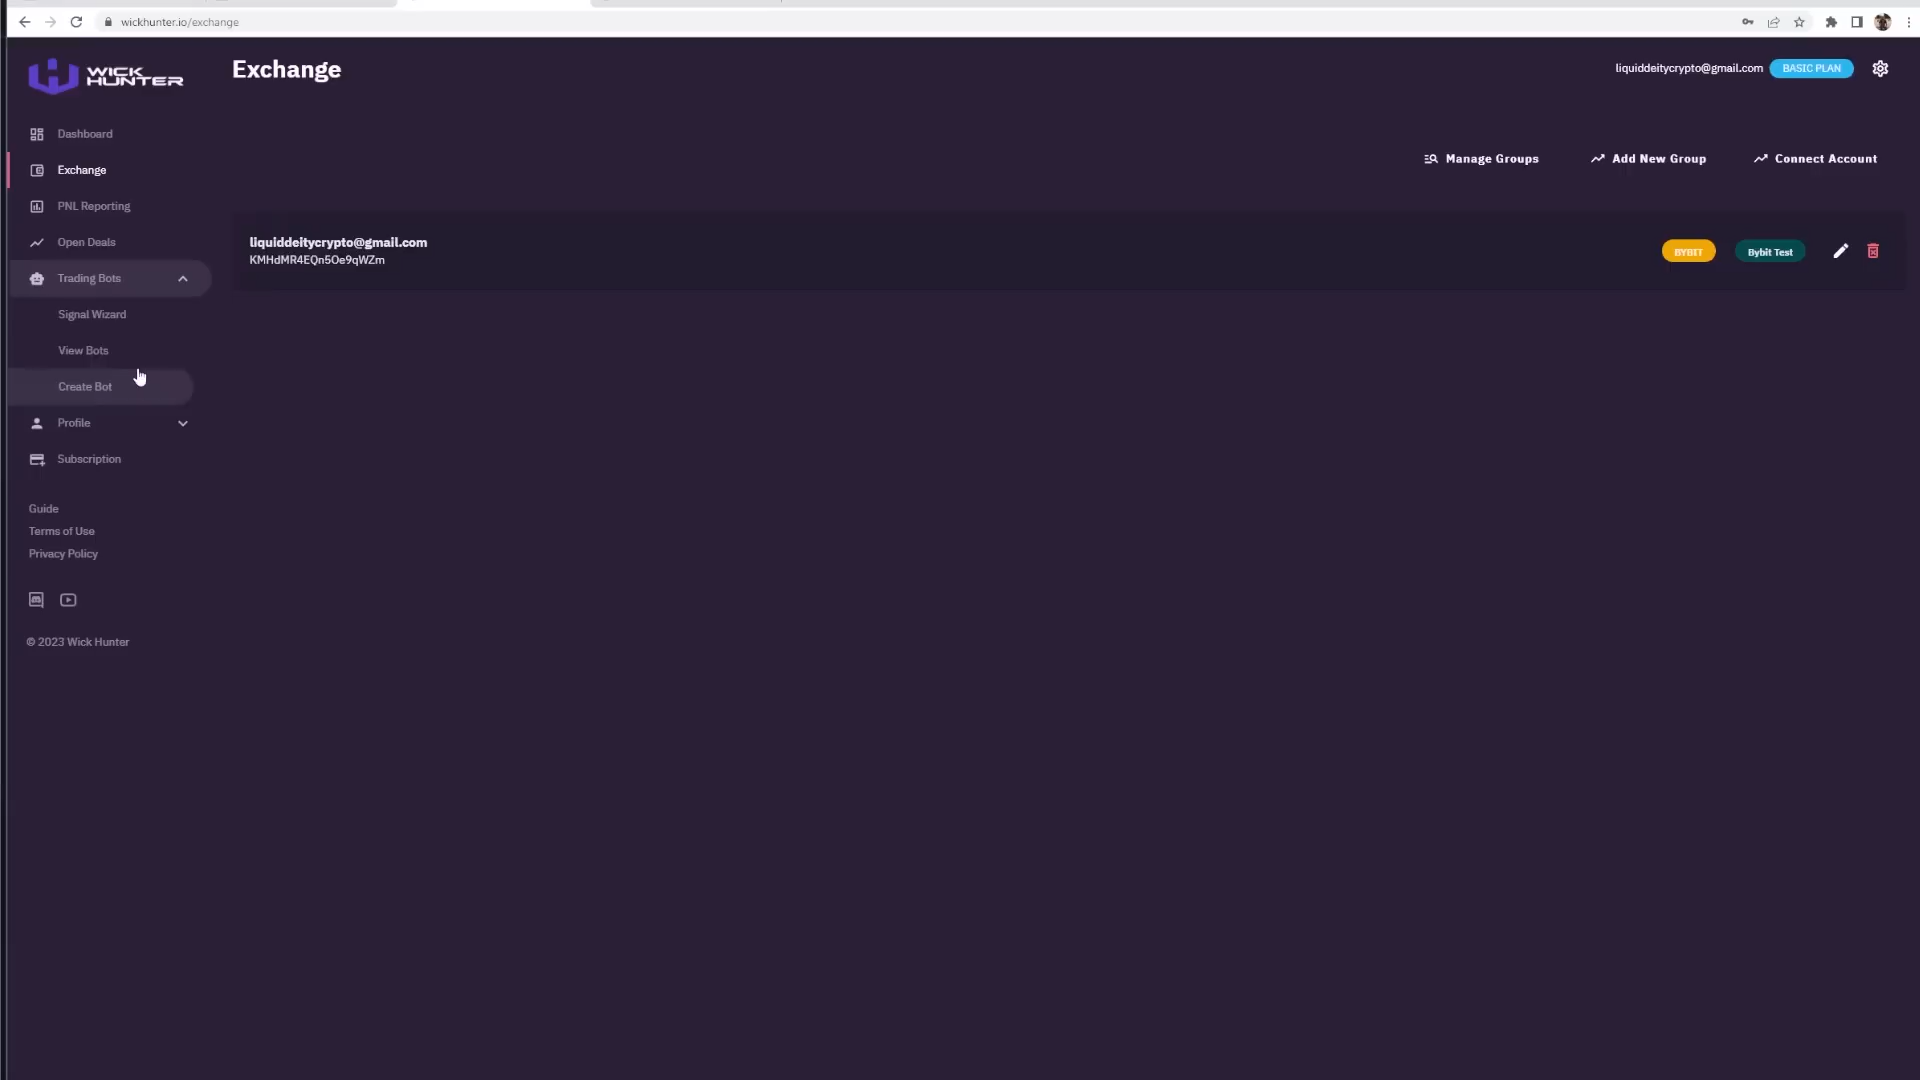 wickhunter.io/exchange
WICK
HUNTER
Exchange
liquiddeitycrypto@gmail.com BASIC PLAN
Dashboard
Exchange
PNL Reporting
Open Deals
Trading Bots
Signal Wizard
View Bots
Create Bot
Profile
Subscription
Guide
Terms of Use
Privacy Policy
© 2023 Wick Hunter
Manage Groups Add New Group Connect Account
liquiddeitycrypto@gmail.com
KMHdMR4EQn5Oe9qWZm
BYBIT Bybit Test